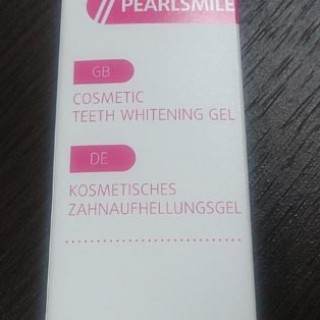 PEARLSMILE
GB
COSMETIC
TEETH WHITENING GEL
DE
KOSMETISCHES
ZAHNAUFHELLUNGSGEL